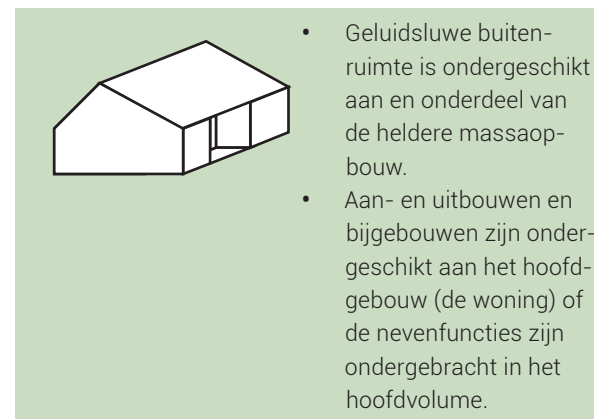 • Geluidsluwe buiten-
ruimte is ondergeschikt
aan en onderdeel van
de heldere massaop-
bouw.
• Aan- en uitbouwen en
bijgebouwen zijn onder-
geschikt aan het hoofd-
gebouw (de woning) of
de nevenfuncties zijn
ondergebracht in het
hoofdvolume.